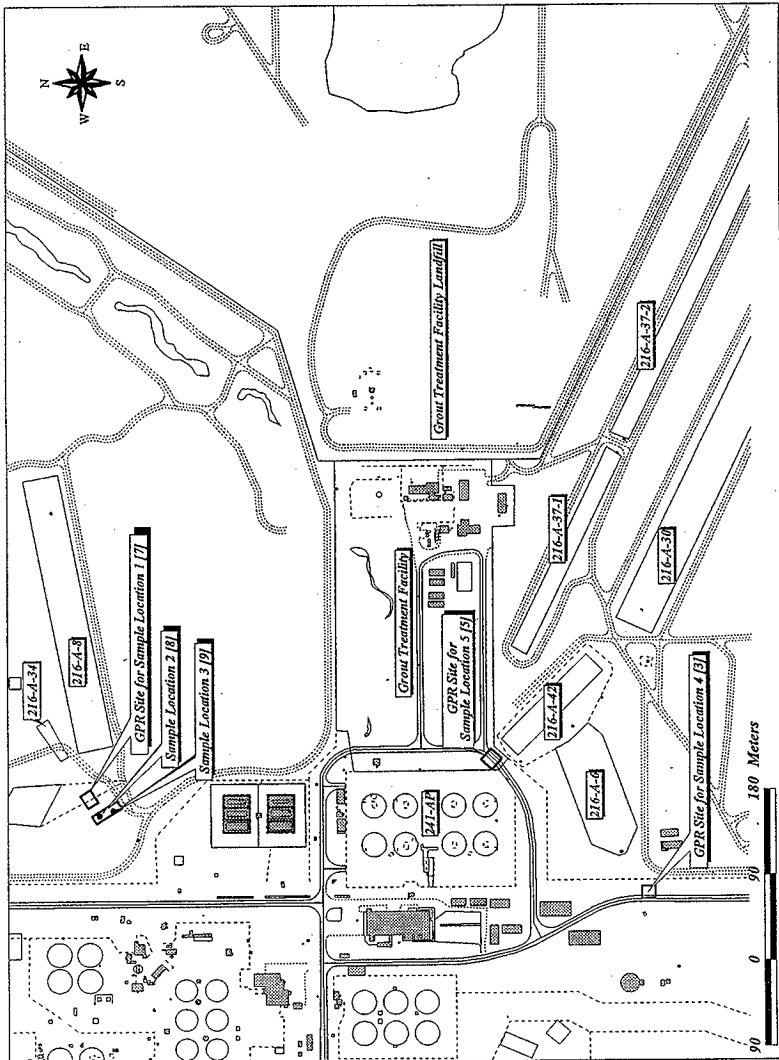 N
E
S
W
216-A-34
216-A-8
GPR Site for Sample Location 1 [7]
Sample Location 2 [8]
Sample Location 3 [9]
Grout Treatment Facility Landfill
Grout Treatment Facility
GPR Site for
Sample Location 5 [5]
241-AP
216-A-37-2
216-A-37-1
216-A-30
216-A-42
216-A-6
GPR Site for Sample Location 4 [3]
90 0 90 180 Meters